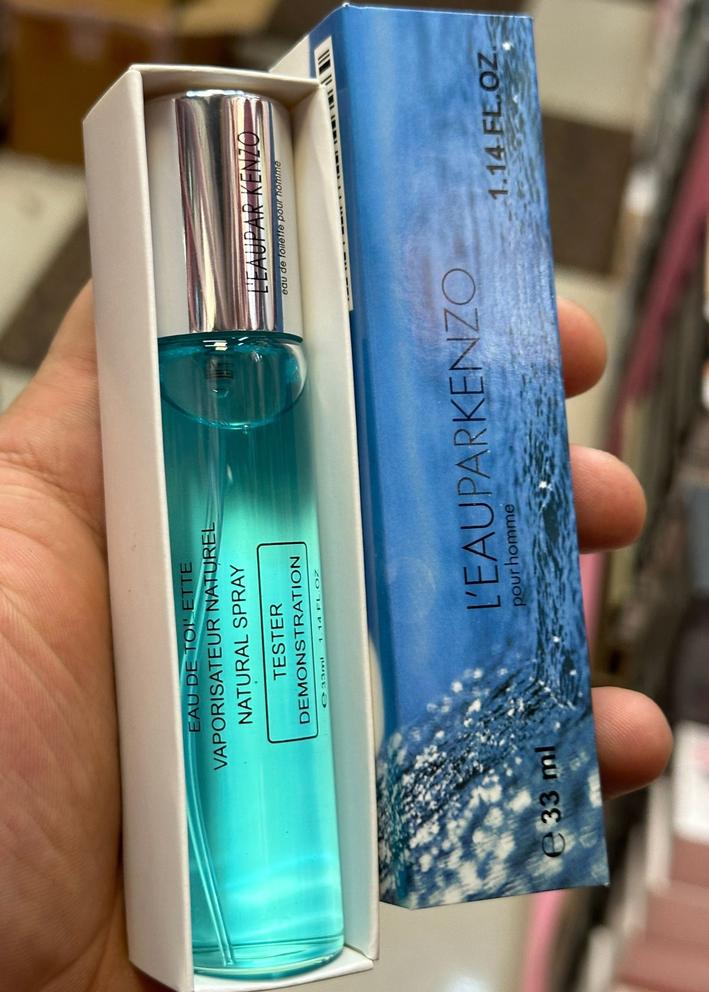 L'EAUPAR KENZO
eau de toilette pour homme
EAU DE TOILETTE
VAPORISATEUR NATUREL
NATURAL SPRAY
TESTER
DEMONSTRATION
℮ 33ml 1.14 FL.OZ
L'EAUPARKENZO
pour homme
1.14 FL.OZ.
℮ 33 ml